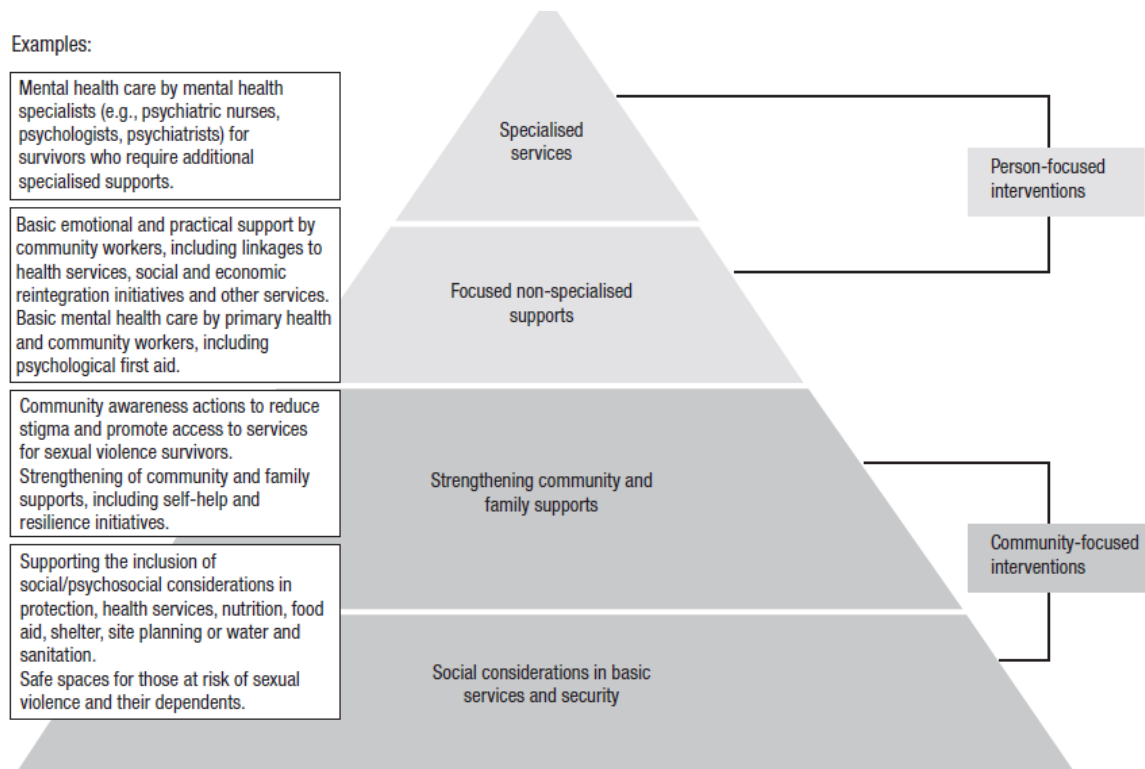 Examples:
Mental health care by mental health
specialists (e.g., psychiatric nurses,
psychologists, psychiatrists) for
survivors who require additional
specialised supports.
Specialised
services
Person-focused
interventions
Basic emotional and practical support by
community workers, including linkages to
health services, social and economic
reintegration initiatives and other services.
Basic mental health care by primary health
and community workers, including
psychological first aid.
Focused non-specialised
supports
Community awareness actions to reduce
stigma and promote access to services
for sexual violence survivors.
Strengthening of community and family
supports, including self-help and
resilience initiatives.
Strengthening community and
family supports
Community-focused
interventions
Supporting the inclusion of
social/psychosocial considerations in
protection, health services, nutrition, food
aid, shelter, site planning or water and
sanitation.
Safe spaces for those at risk of sexual
violence and their dependents.
Social considerations in basic
services and security